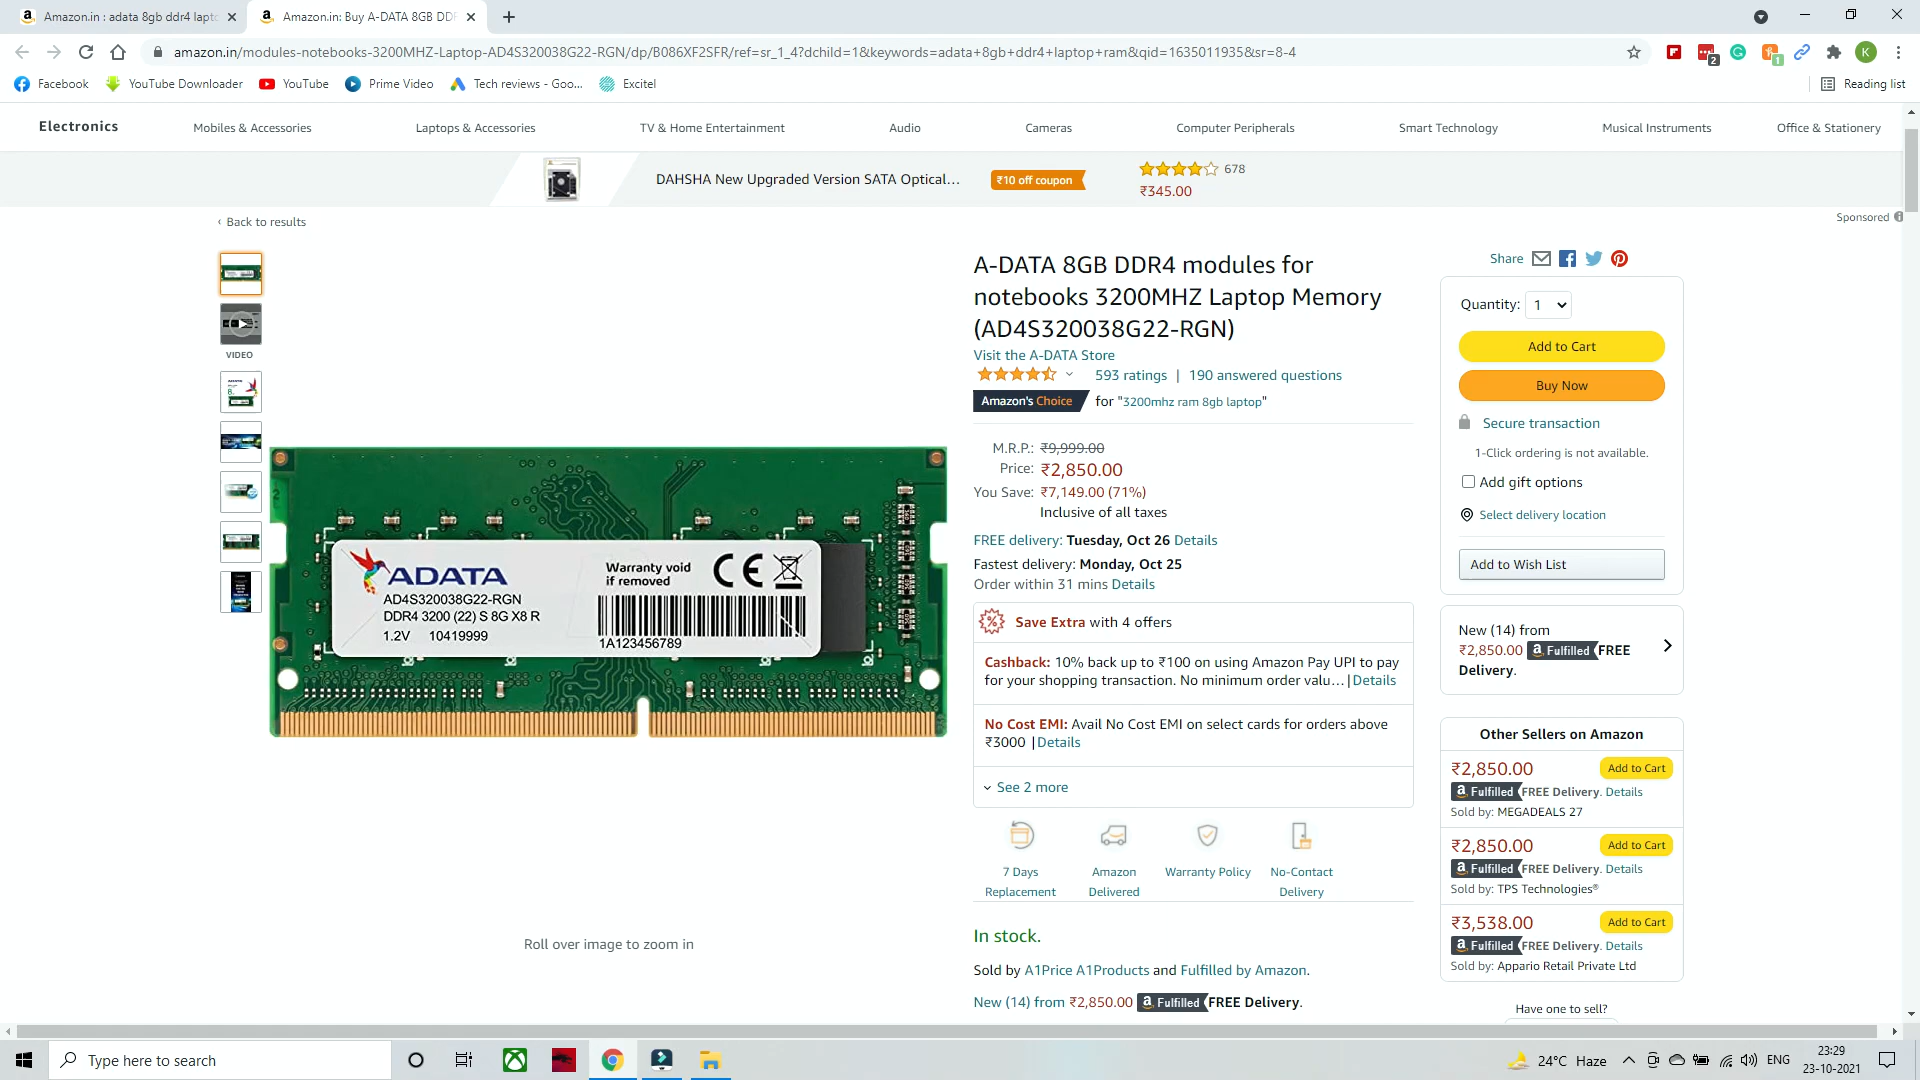 Amazon.in : adata 8gb ddr4 lapto
Amazon.in: Buy A-DATA 8GB DDR
amazon.in/modules-notebooks-3200MHZ-Laptop-AD4S320038G22-RGN/dp/B086XF2SFR/ref=sr_1_4?dchild=1&keywords=adata+8gb+ddr4+laptop+ram&qid=1635011935&sr=8-4
2
1
K
Facebook
YouTube Downloader
YouTube
Prime Video
Tech reviews - Goo...
Excitel
Reading list
Electronics
Mobiles & Accessories
Laptops & Accessories
TV & Home Entertainment
Audio
Cameras
Computer Peripherals
Smart Technology
Musical Instruments
Office & Stationery
DAHSHA New Upgraded Version SATA Optical...
₹10 off coupon
678
₹345.00
‹ Back to results
Sponsored
VIDEO
ADATA
AD4S320038G22-RGN
DDR4 3200 (22) S 8G X8 R
1.2V 10419999
Warranty void
if removed
CE
1A123456789
Roll over image to zoom in
A-DATA 8GB DDR4 modules for
notebooks 3200MHZ Laptop Memory
(AD4S320038G22-RGN)
Visit the A-DATA Store
593 ratings | 190 answered questions
Amazon's Choice for "3200mhz ram 8gb laptop"
M.R.P.: ₹9,999.00
Price: ₹2,850.00
You Save: ₹7,149.00 (71%)
Inclusive of all taxes
FREE delivery: Tuesday, Oct 26 Details
Fastest delivery: Monday, Oct 25
Order within 31 mins Details
Save Extra with 4 offers
Cashback: 10% back up to ₹100 on using Amazon Pay UPI to pay
for your shopping transaction. No minimum order valu... | Details
No Cost EMI: Avail No Cost EMI on select cards for orders above
₹3000 | Details
See 2 more
7 Days
Replacement
Amazon
Delivered
Warranty Policy
No-Contact
Delivery
In stock.
Sold by A1Price A1Products and Fulfilled by Amazon.
New (14) from ₹2,850.00 a Fulfilled FREE Delivery.
Share
Quantity: 1
Add to Cart
Buy Now
Secure transaction
1-Click ordering is not available.
Add gift options
Select delivery location
Add to Wish List
New (14) from
₹2,850.00 a Fulfilled FREE
Delivery.
Other Sellers on Amazon
₹2,850.00
Add to Cart
a Fulfilled FREE Delivery. Details
Sold by: MEGADEALS 27
₹2,850.00
Add to Cart
a Fulfilled FREE Delivery. Details
Sold by: TPS Technologies®
₹3,538.00
Add to Cart
a Fulfilled FREE Delivery. Details
Sold by: Appario Retail Private Ltd
Have one to sell?
Type here to search
24°C Haze
ENG
23:29
23-10-2021